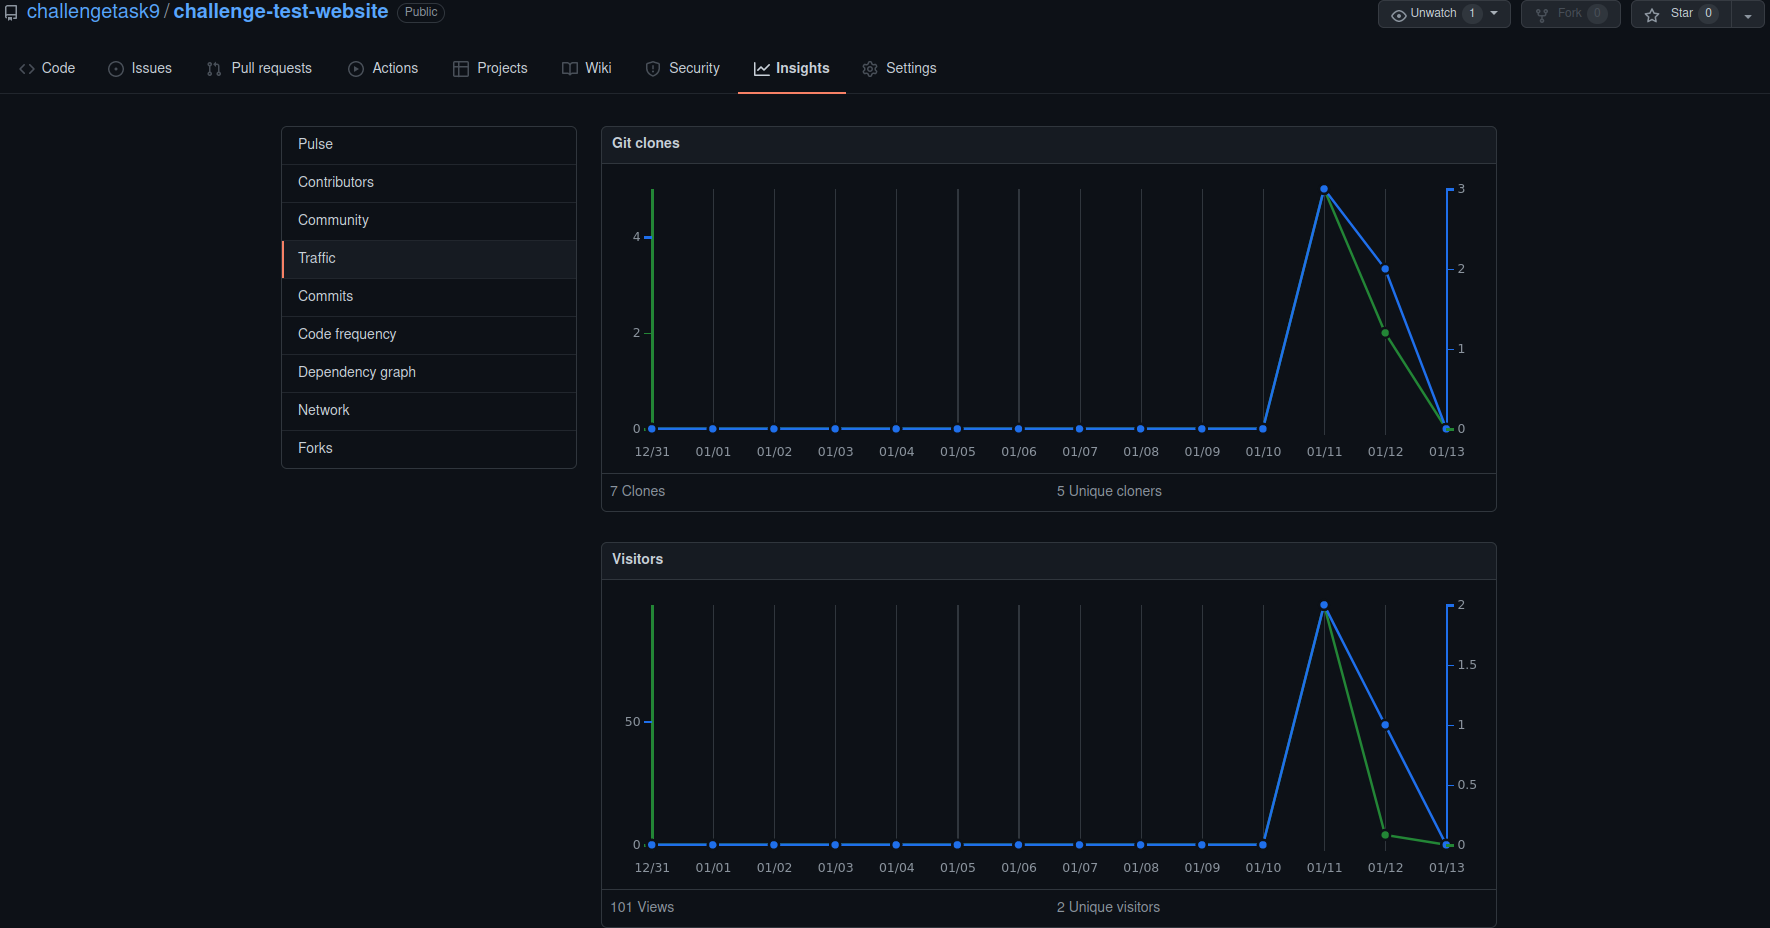 challengetask9 / challenge-test-website Public Unwatch 1 Fork 0 Star 0
Code Issues Pull requests Actions Projects Wiki Security Insights Settings
Pulse
Contributors
Community
Traffic
Commits
Code frequency
Dependency graph
Network
Forks
Git clones
4
2
0
3
2
1
0
12/31 01/01 01/02 01/03 01/04 01/05 01/06 01/07 01/08 01/09 01/10 01/11 01/12 01/13
7 Clones 5 Unique cloners
Visitors
50
0
2
1.5
1
0.5
0
12/31 01/01 01/02 01/03 01/04 01/05 01/06 01/07 01/08 01/09 01/10 01/11 01/12 01/13
101 Views 2 Unique visitors